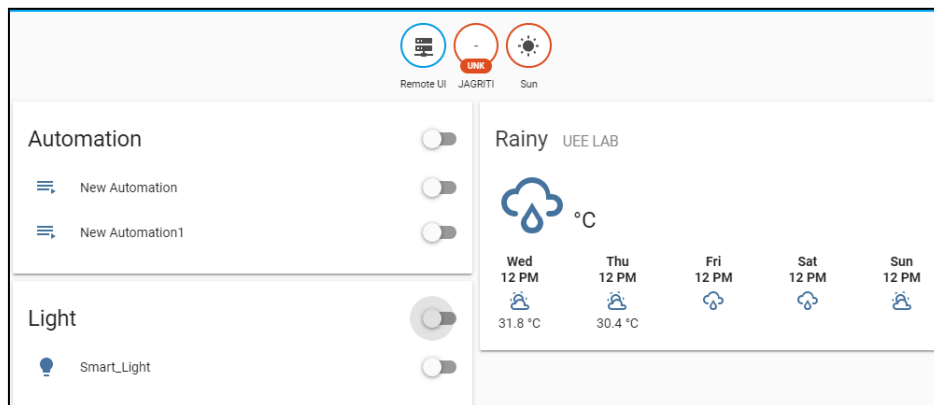 -
UNK
Remote UI JAGRITI Sun
Automation
New Automation
New Automation1
Light
Smart_Light
Rainy UEE LAB
°C
Wed Thu Fri Sat Sun
12 PM 12 PM 12 PM 12 PM 12 PM
31.8 °C 30.4 °C